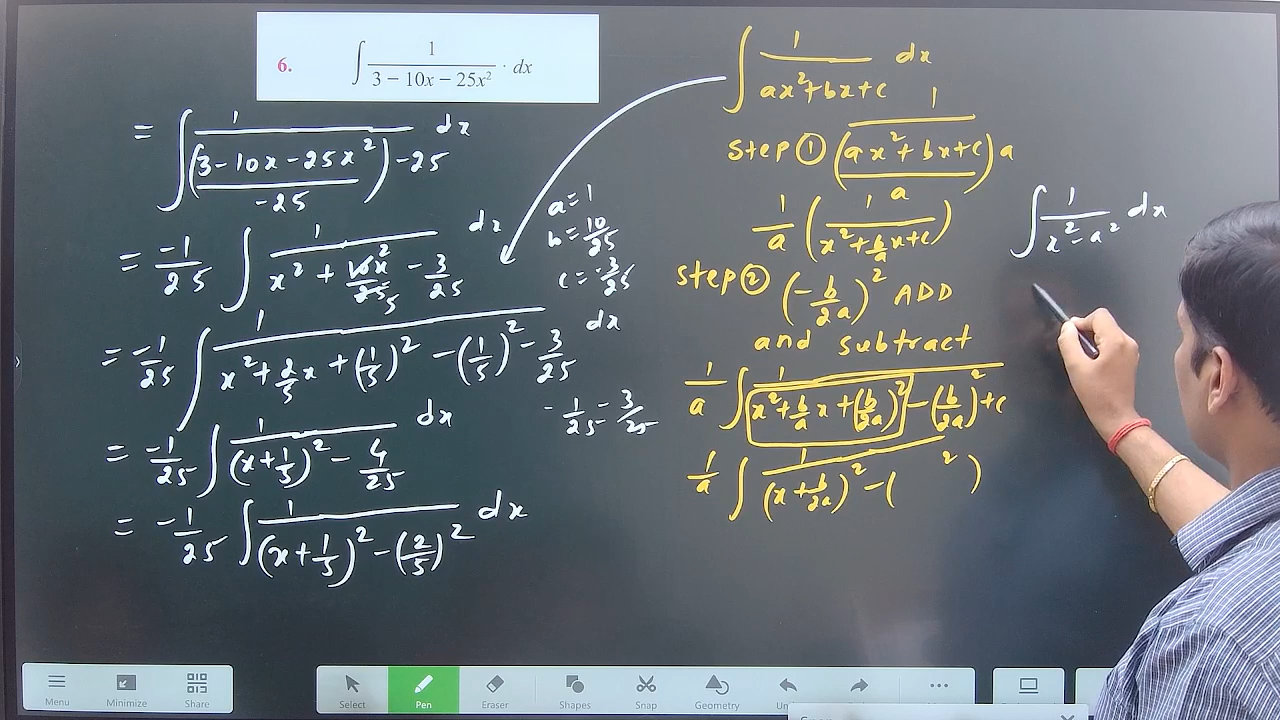 6. ∫ 1/(3 − 10x − 25x²) · dx
= ∫ 1/(((3-10x-25x²)/-25) -25) dx
= -1/25 ∫ 1/(x² + 10x/25 - 3/25) dx
2
5
a = 1
b = 10/25
c = -3/25
= -1/25 ∫ 1/(x² + 2/5 x + (1/5)² - (1/5)² - 3/25) dx
-1/25 - 3/25
= -1/25 ∫ 1/((x+1/5)² - 4/25) dx
= -1/25 ∫ 1/((x+1/5)² - (2/5)²) dx
∫ 1/(ax²+bx+c) dx
Step ① 1/(((ax²+bx+c)/a) a)
1/a (1/(x²+b/a x+c))
Step ② (-b/2a)² ADD
and subtract
1/a ∫ 1/(x²+b/a x+(b/2a)² - (b/2a)² + c)
1/a ∫ 1/((x+b/2a)² - ( ²))
∫ 1/(x²-a²) dx
Menu
Minimize
Share
Select
Pen
Eraser
Shapes
Snap
Geometry
...